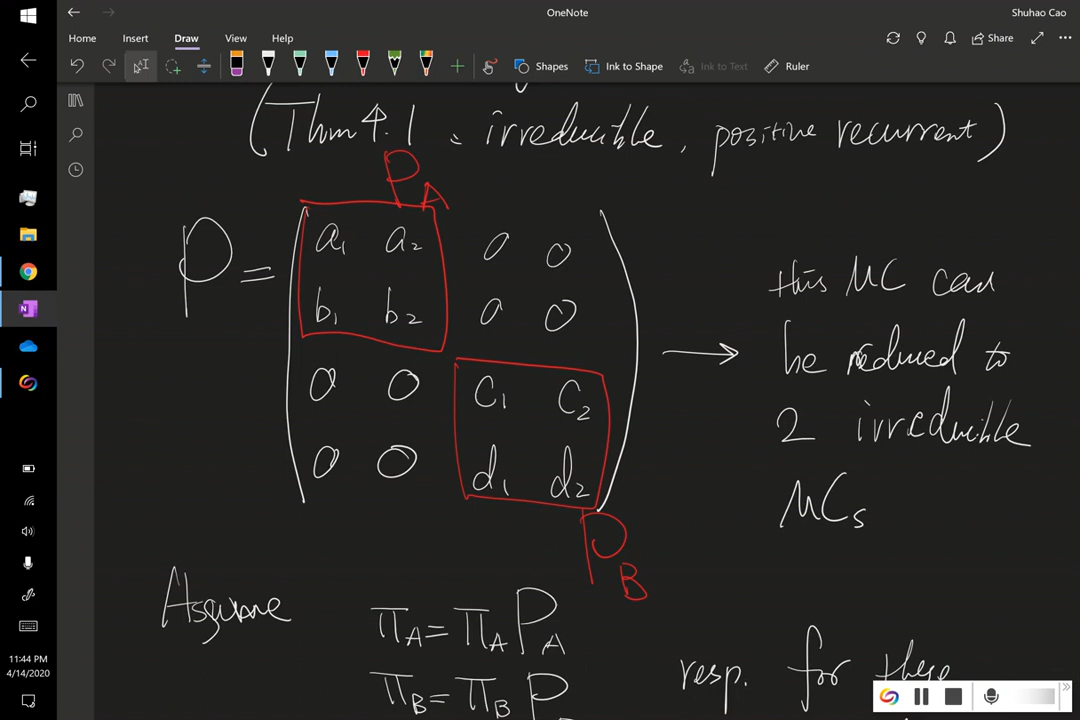 OneNote
Shuhao Cao
Home Insert Draw View Help
Share
Shapes Ink to Shape Ink to Text Ruler
(Thm 4.1 : irreducible, positive recurrent)
P_A
P = ( a₁ a₂ 0 0
b₁ b₂ 0 0
0 0 c₁ c₂
0 0 d₁ d₂ )
P_B
→ this MC can
be reduced to
2 irreducible
MCs
Assume
π_A = π_A P_A
π_B = π_B P
resp. for these
11:44 PM
4/14/2020